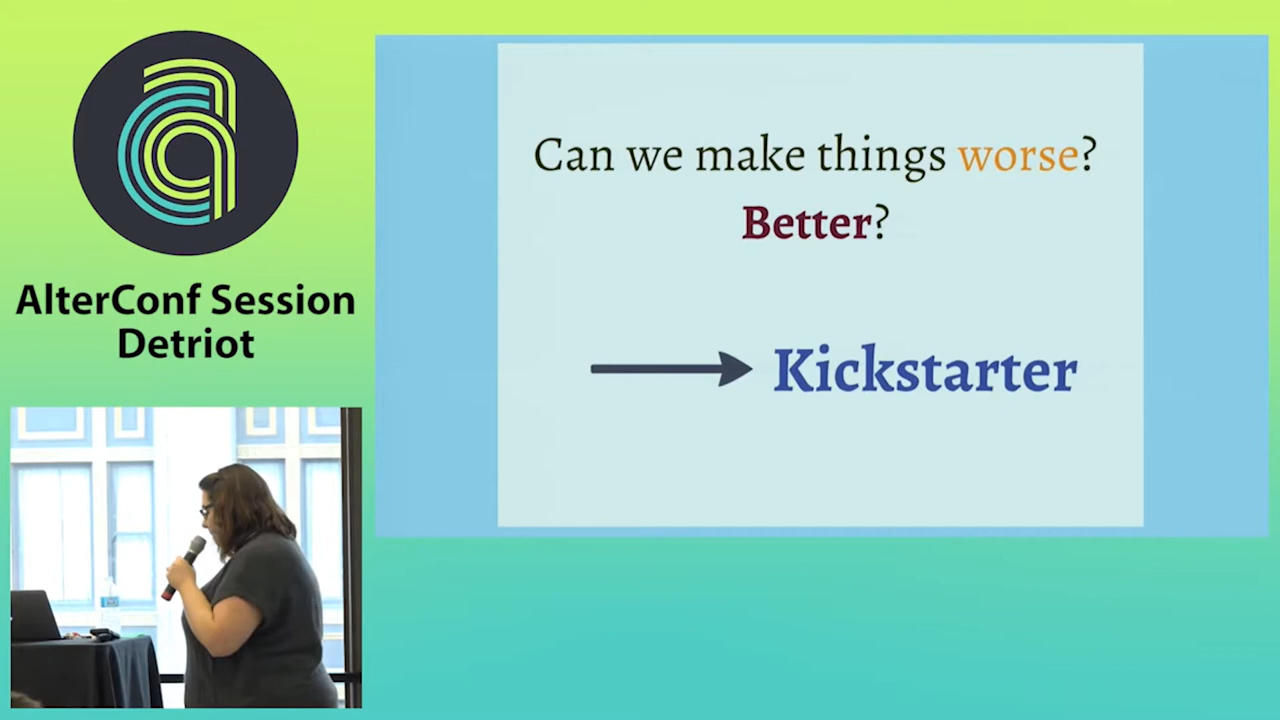 AlterConf Session
Detriot
Can we make things worse?
Better?
Kickstarter